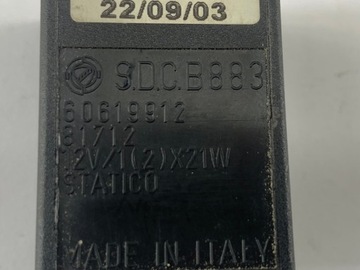 22/09/03
S.D.C.B883
60619912
81712
12V/1(2)X21W
STATICO
MADE IN ITALY